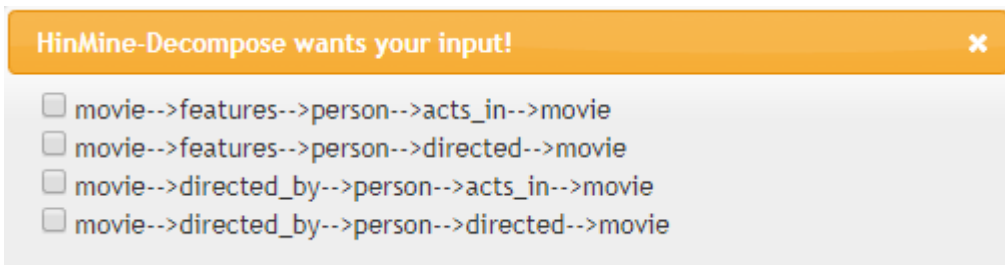 HinMine-Decompose wants your input!
movie-->features-->person-->acts_in-->movie
movie-->features-->person-->directed-->movie
movie-->directed_by-->person-->acts_in-->movie
movie-->directed_by-->person-->directed-->movie